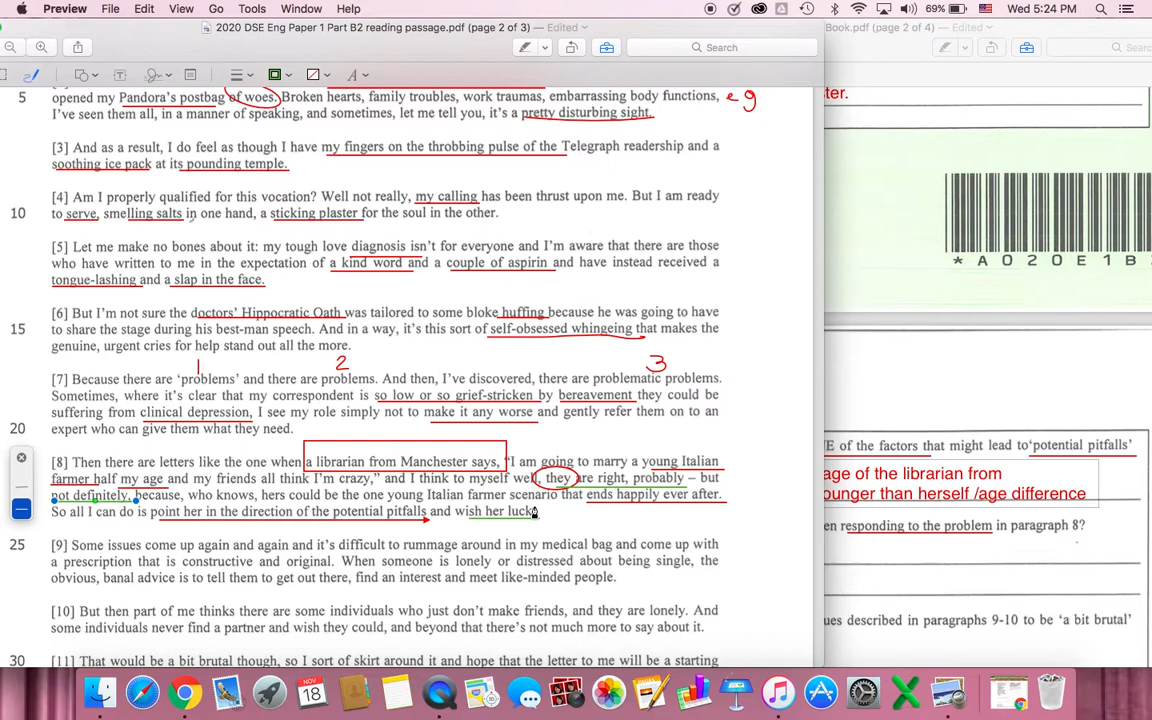 Preview File Edit View Go Tools Window Help 69% Wed 5:24 PM
2020 DSE Eng Paper 1 Part B2 reading passage.pdf (page 2 of 3) — Edited
Book.pdf (page 2 of 4) — Edited
Search
Search
5 opened my Pandora's postbag of woes. Broken hearts, family troubles, work traumas, embarrassing body functions, eg
I've seen them all, in a manner of speaking, and sometimes, let me tell you, it's a pretty disturbing sight.
[3] And as a result, I do feel as though I have my fingers on the throbbing pulse of the Telegraph readership and a
soothing ice pack at its pounding temple.
[4] Am I properly qualified for this vocation? Well not really, my calling has been thrust upon me. But I am ready
10 to serve, smelling salts in one hand, a sticking plaster for the soul in the other.
[5] Let me make no bones about it: my tough love diagnosis isn't for everyone and I'm aware that there are those
who have written to me in the expectation of a kind word and a couple of aspirin and have instead received a
tongue-lashing and a slap in the face.
[6] But I'm not sure the doctors' Hippocratic Oath was tailored to some bloke huffing because he was going to have
15 to share the stage during his best-man speech. And in a way, it's this sort of self-obsessed whingeing that makes the
genuine, urgent cries for help stand out all the more.
1 2 3
[7] Because there are 'problems' and there are problems. And then, I've discovered, there are problematic problems.
Sometimes, where it's clear that my correspondent is so low or so grief-stricken by bereavement they could be
suffering from clinical depression, I see my role simply not to make it any worse and gently refer them on to an
20 expert who can give them what they need.
[8] Then there are letters like the one when a librarian from Manchester says, "I am going to marry a young Italian
farmer half my age and my friends all think I'm crazy," and I think to myself well, they are right, probably – but
not definitely, because, who knows, hers could be the one young Italian farmer scenario that ends happily ever after.
So all I can do is point her in the direction of the potential pitfalls and wish her luck.
25 [9] Some issues come up again and again and it's difficult to rummage around in my medical bag and come up with
a prescription that is constructive and original. When someone is lonely or distressed about being single, the
obvious, banal advice is to tell them to get out there, find an interest and meet like-minded people.
[10] But then part of me thinks there are some individuals who just don't make friends, and they are lonely. And
some individuals never find a partner and wish they could, and beyond that there's not much more to say about it.
30 [11] That would be a bit brutal though, so I sort of skirt around it and hope that the letter to me will be a starting
ter.
* A 0 2 0 E 1 B
E of the factors that might lead to 'potential pitfalls'
age of the librarian from
ounger than herself /age difference
en responding to the problem in paragraph 8?
ues described in paragraphs 9-10 to be 'a bit brutal'
NOV
18